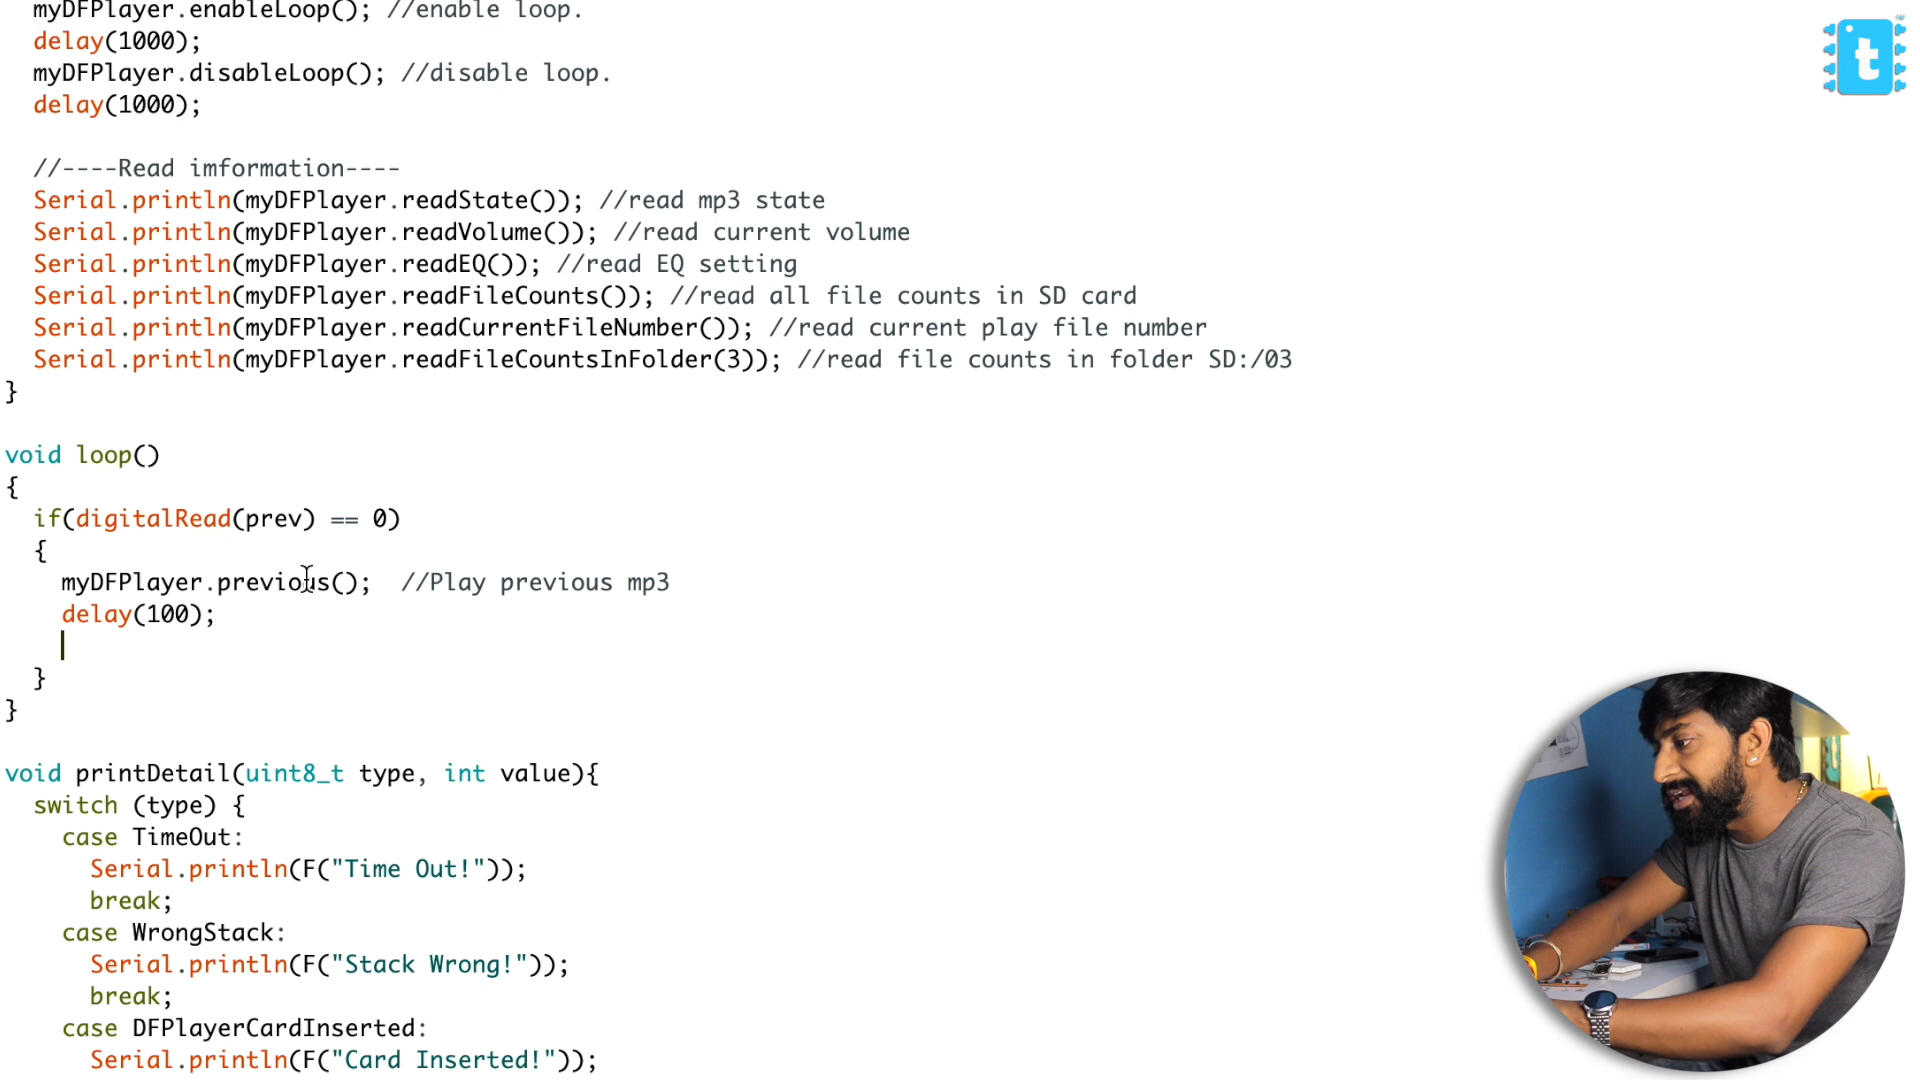 myDFPlayer.enableLoop(); //enable loop.
delay(1000);
myDFPlayer.disableLoop(); //disable loop.
delay(1000);
//----Read imformation----
Serial.println(myDFPlayer.readState()); //read mp3 state
Serial.println(myDFPlayer.readVolume()); //read current volume
Serial.println(myDFPlayer.readEQ()); //read EQ setting
Serial.println(myDFPlayer.readFileCounts()); //read all file counts in SD card
Serial.println(myDFPlayer.readCurrentFileNumber()); //read current play file number
Serial.println(myDFPlayer.readFileCountsInFolder(3)); //read file counts in folder SD:/03
}
void loop()
{
if(digitalRead(prev) == 0)
{
myDFPlayer.previous();  //Play previous mp3
delay(100);
}
}
void printDetail(uint8_t type, int value){
switch (type) {
case TimeOut:
Serial.println(F("Time Out!"));
break;
case WrongStack:
Serial.println(F("Stack Wrong!"));
break;
case DFPlayerCardInserted:
Serial.println(F("Card Inserted!"));
t